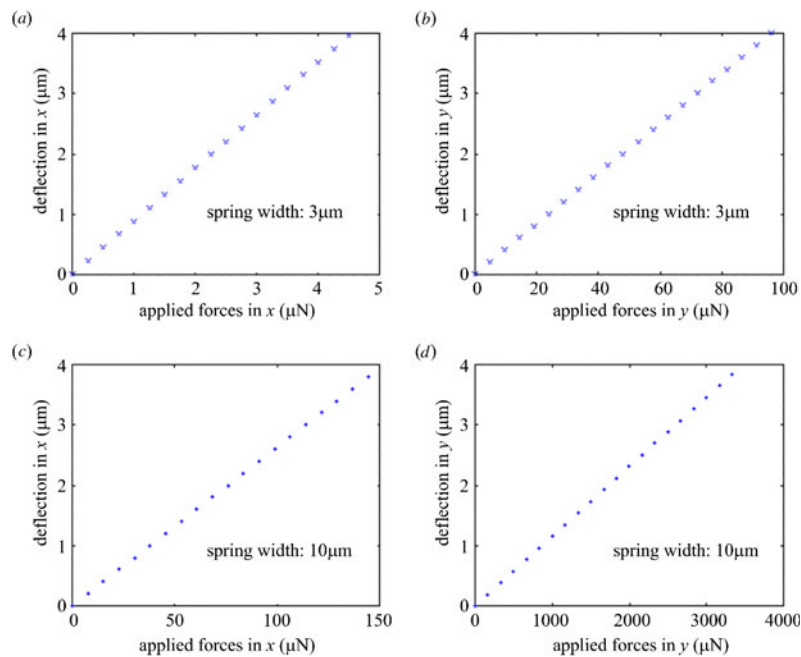 (a)
4
3
2
1
0
deflection in x (μm)
spring width: 3μm
0 1 2 3 4 5
applied forces in x (μN)
(b)
4
3
2
1
0
deflection in y (μm)
spring width: 3μm
0 20 40 60 80 100
applied forces in y (μN)
(c)
4
3
2
1
0
deflection in x (μm)
spring width: 10μm
0 50 100 150
applied forces in x (μN)
(d)
4
3
2
1
0
deflection in y (μm)
spring width: 10μm
0 1000 2000 3000 4000
applied forces in y (μN)